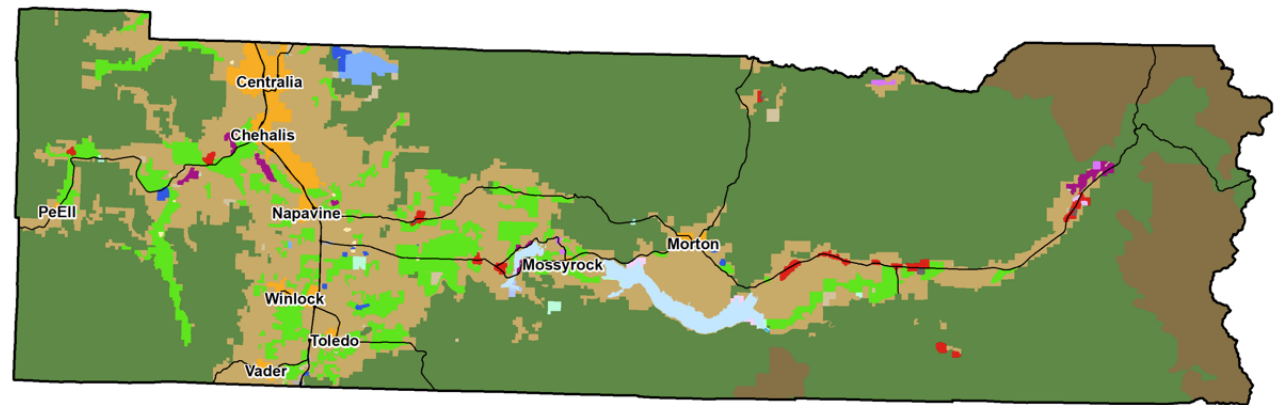 Centralia
Chehalis
PeEll
Napavine
Morton
Mossyrock
Winlock
Toledo
Vader